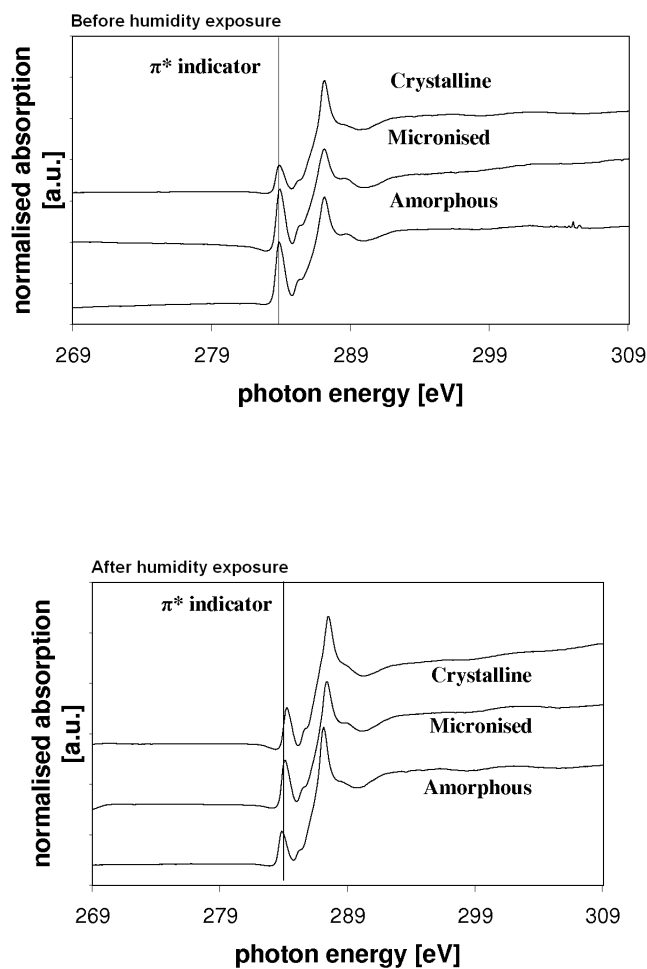 Before humidity exposure
π* indicator
Crystalline
Micronised
Amorphous
normalised absorption
[a.u.]
269 279 289 299 309
photon energy [eV]
After humidity exposure
π* indicator
Crystalline
Micronised
Amorphous
normalised absorption
[a.u.]
269 279 289 299 309
photon energy [eV]